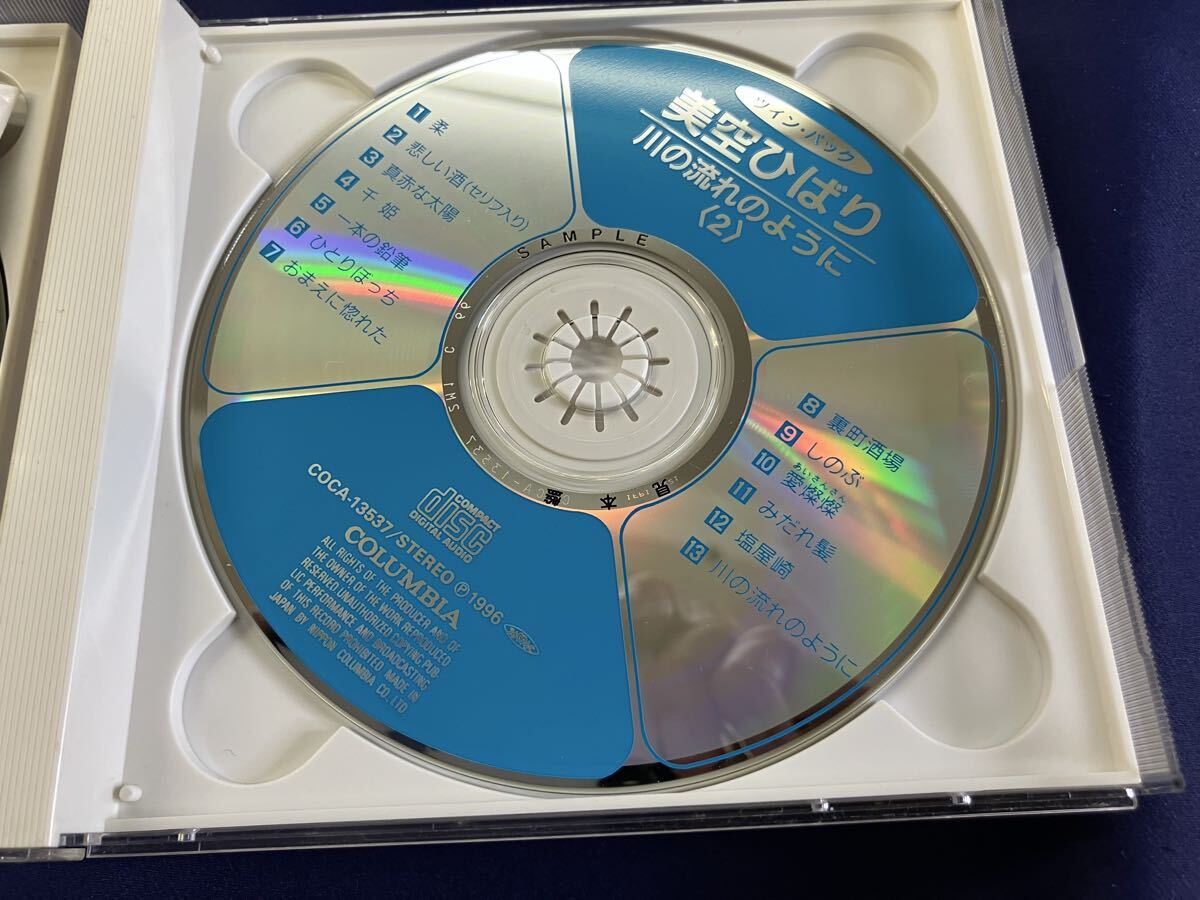 ツイン・パック
美空ひばり
川の流れのように
〈2〉
1 柔
2 悲しい酒(セリフ入り)
3 真赤な太陽
4 千姫
5 一本の鉛筆
6 ひとりぼっち
7 おまえに惚れた
SAMPLE
8 裏町酒場
9 しのぶ
あいさんさん
10 愛燦燦
11 みだれ髪
12 塩屋崎
13 川の流れのように
見本盤
COMPACT
disc
DIGITAL AUDIO
COCA-13537/STEREO ℗1996
COLUMBIA
ALL RIGHTS OF THE PRODUCER AND OF
THE OWNER OF THE WORK REPRODUCED
RESERVED.UNAUTHORIZED COPYING,PUB-
LIC PERFORMANCE AND BROADCASTING
OF THIS RECORD PROHIBITED. MADE IN
JAPAN BY NIPPON COLUMBIA CO.,LTD.